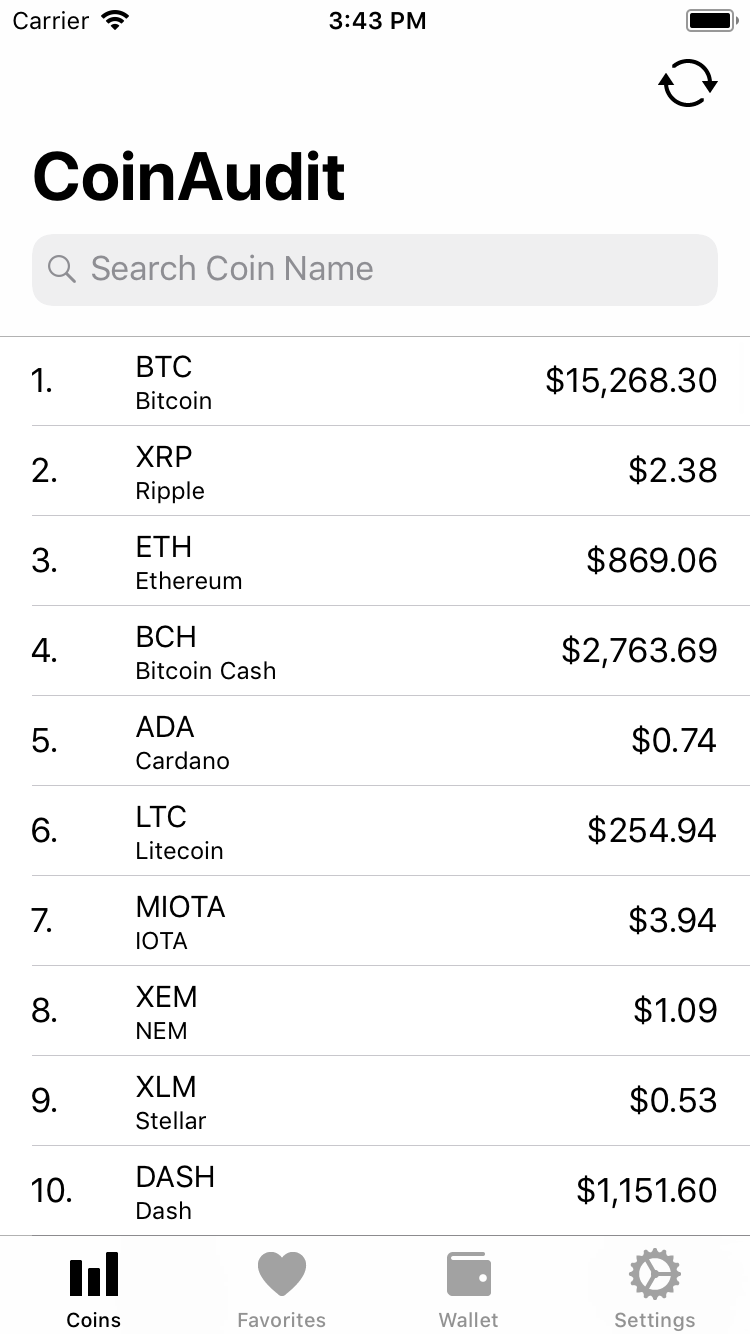 Carrier 3:43 PM
CoinAudit
Search Coin Name
1. BTC $15,268.30
Bitcoin
2. XRP $2.38
Ripple
3. ETH $869.06
Ethereum
4. BCH $2,763.69
Bitcoin Cash
5. ADA $0.74
Cardano
6. LTC $254.94
Litecoin
7. MIOTA $3.94
IOTA
8. XEM $1.09
NEM
9. XLM $0.53
Stellar
10. DASH $1,151.60
Dash
Coins Favorites Wallet Settings